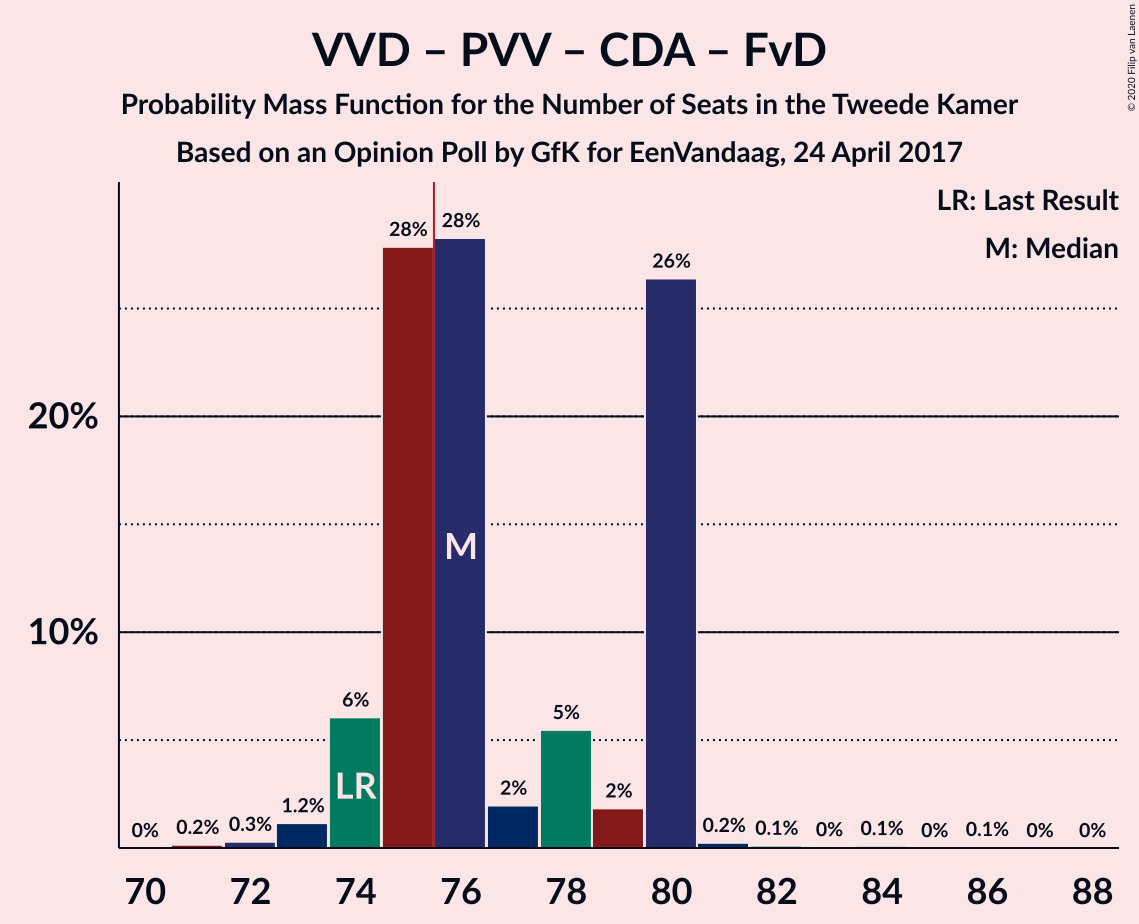 VVD – PVV – CDA – FvD
Probability Mass Function for the Number of Seats in the Tweede Kamer
Based on an Opinion Poll by GfK for EenVandaag, 24 April 2017
© 2020 Filip van Laenen
LR: Last Result
M: Median
20%
10%
0%
0.2%
0.3%
1.2%
6%
28%
28%
2%
5%
2%
26%
0.2%
0.1%
0%
0.1%
0%
0.1%
0%
0%
LR
M
70 72 74 76 78 80 82 84 86 88